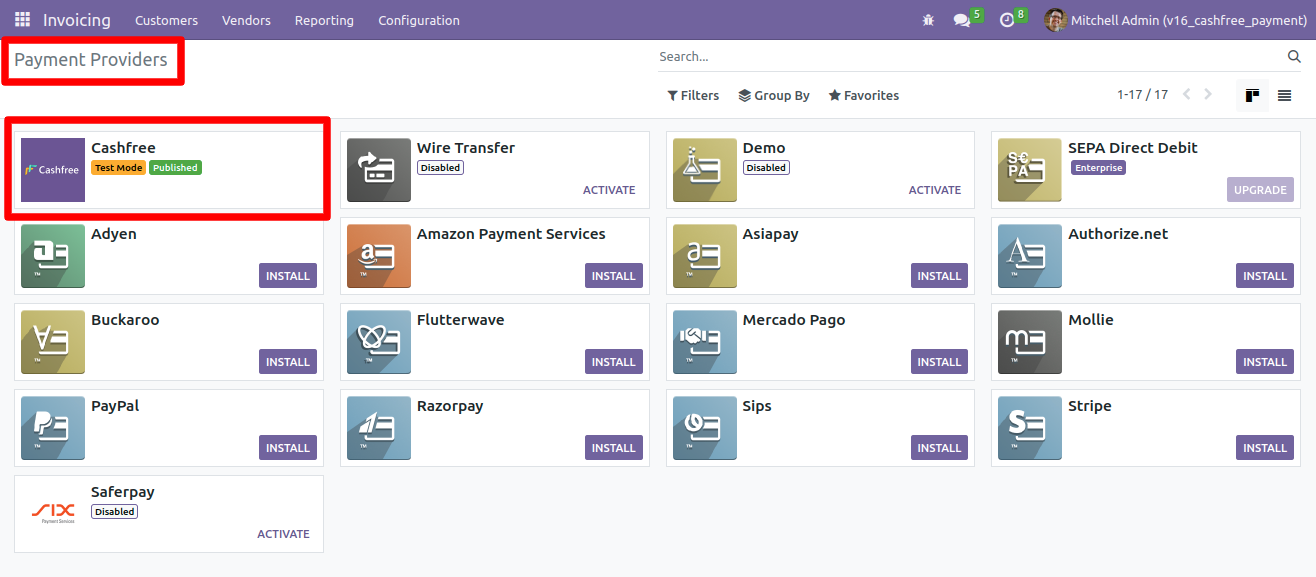 Invoicing Customers Vendors Reporting Configuration 5 8 Mitchell Admin (v16_cashfree_payment)
Payment Providers Search...
Filters Group By Favorites 1-17 / 17
Cashfree
Cashfree
Test Mode Published
Wire Transfer
Disabled
ACTIVATE
Demo
Disabled
ACTIVATE
S€PA
SEPA Direct Debit
Enterprise
UPGRADE
Adyen
INSTALL
Amazon Payment Services
INSTALL
Asiapay
INSTALL
Authorize.net
INSTALL
Buckaroo
INSTALL
Flutterwave
INSTALL
Mercado Pago
INSTALL
Mollie
INSTALL
PayPal
INSTALL
Razorpay
INSTALL
Sips
INSTALL
Stripe
INSTALL
SIX
Payment Services
Saferpay
Disabled
ACTIVATE